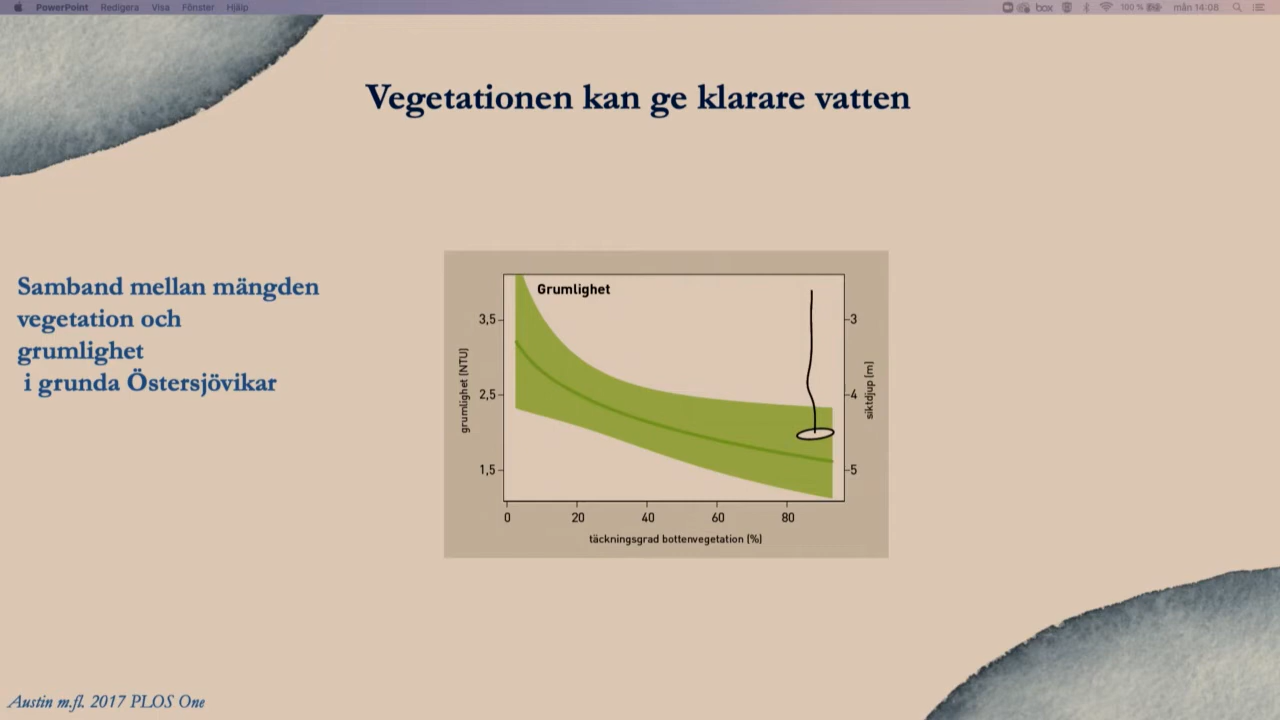 PowerPoint Redigera Visa Fönster Hjälp
box 100 % mån 14:08
Vegetationen kan ge klarare vatten
Samband mellan mängden
vegetation och
grumlighet
i grunda Östersjövikar
Grumlighet
3,5
2,5
1,5
grumlighet (NTU)
3
4
5
siktdjup (m)
0 20 40 60 80
täckningsgrad bottenvegetation (%)
Austin m.fl. 2017 PLOS One